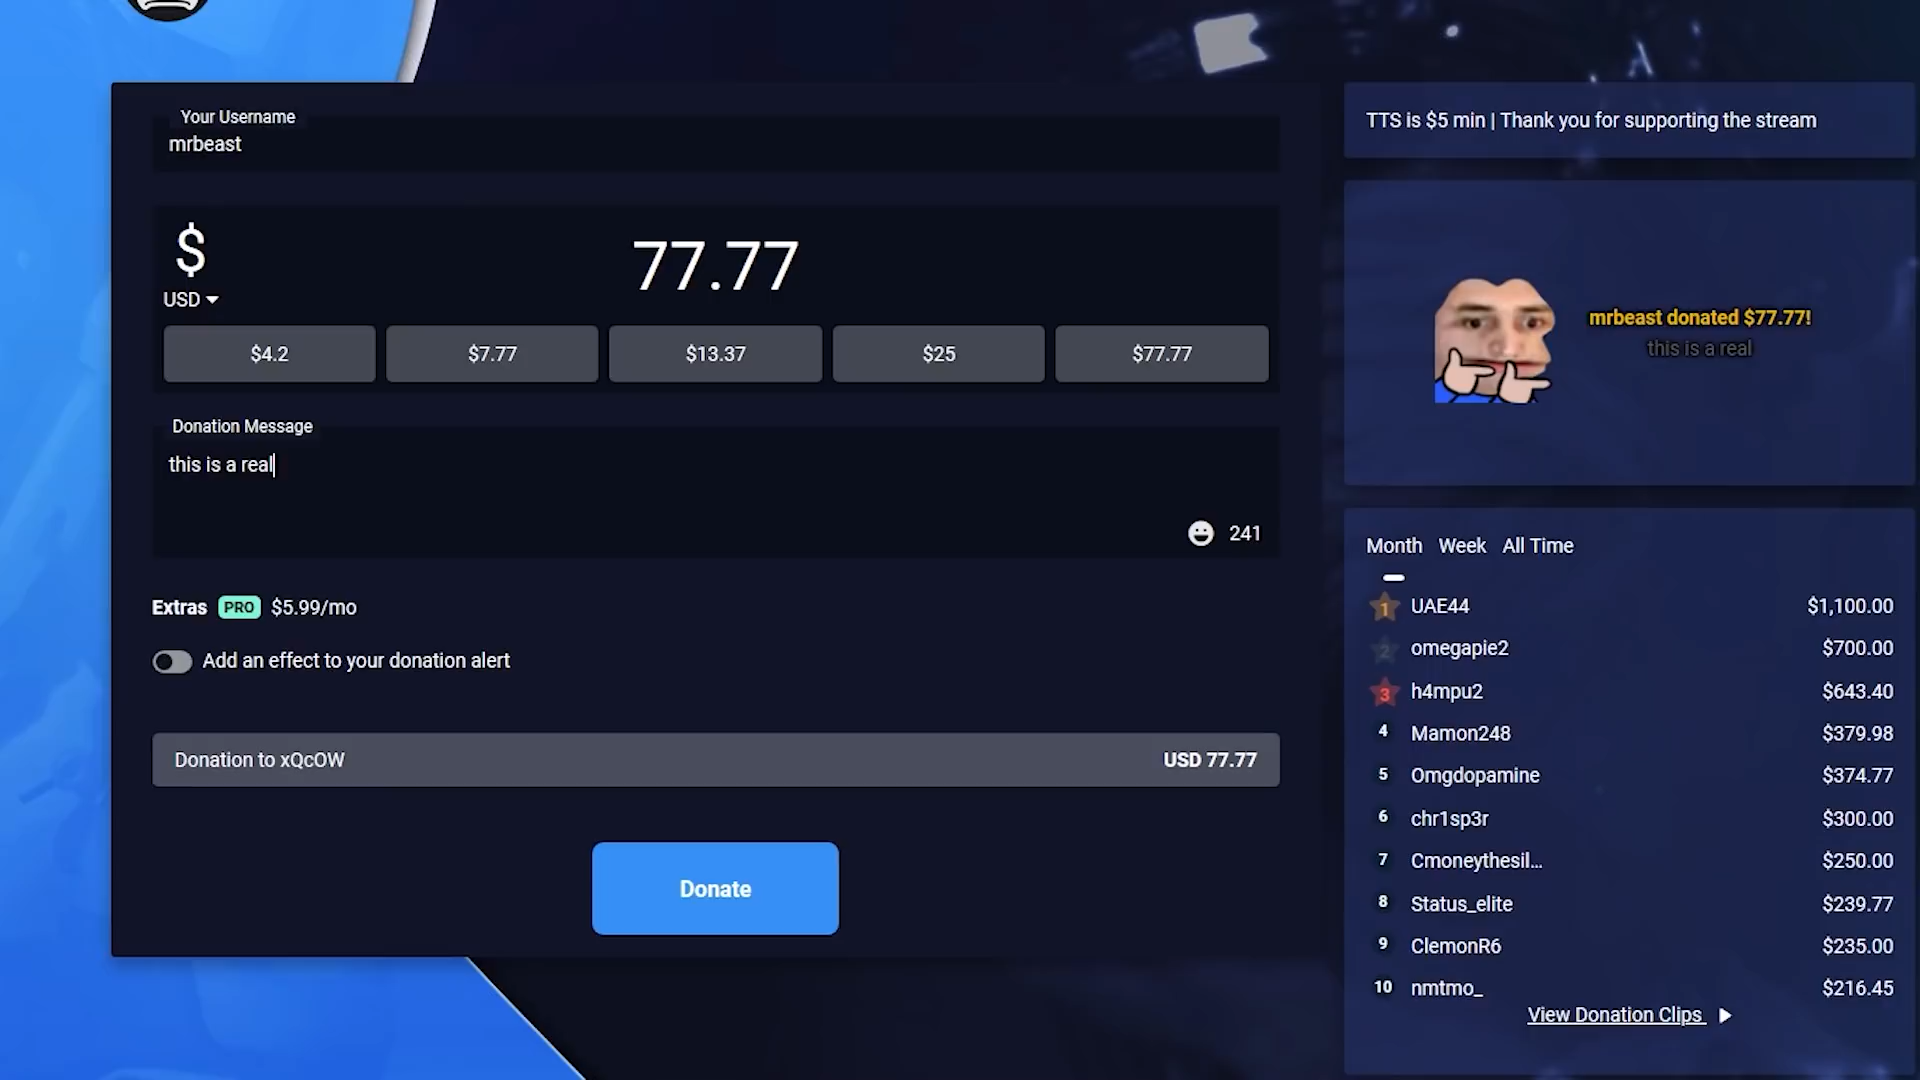 Your Username
mrbeast
$
77.77
USD
$4.2
$7.77
$13.37
$25
$77.77
Donation Message
this is a real
241
Extras PRO $5.99/mo
Add an effect to your donation alert
Donation to xQcOW USD 77.77
Donate
TTS is $5 min | Thank you for supporting the stream
mrbeast donated $77.77!
this is a real
Month Week All Time
1 UAE44 $1,100.00
2 omegapie2 $700.00
3 h4mpu2 $643.40
4 Mamon248 $379.98
5 Omgdopamine $374.77
6 chr1sp3r $300.00
7 Cmoneythesil... $250.00
8 Status_elite $239.77
9 ClemonR6 $235.00
10 nmtmo_ $216.45
View Donation Clips